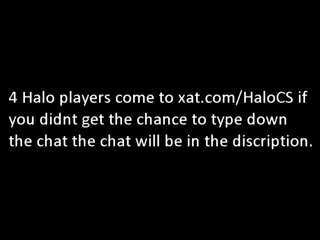 4 Halo players come to xat.com/HaloCS if
you didnt get the chance to type down
the chat the chat will be in the discription.